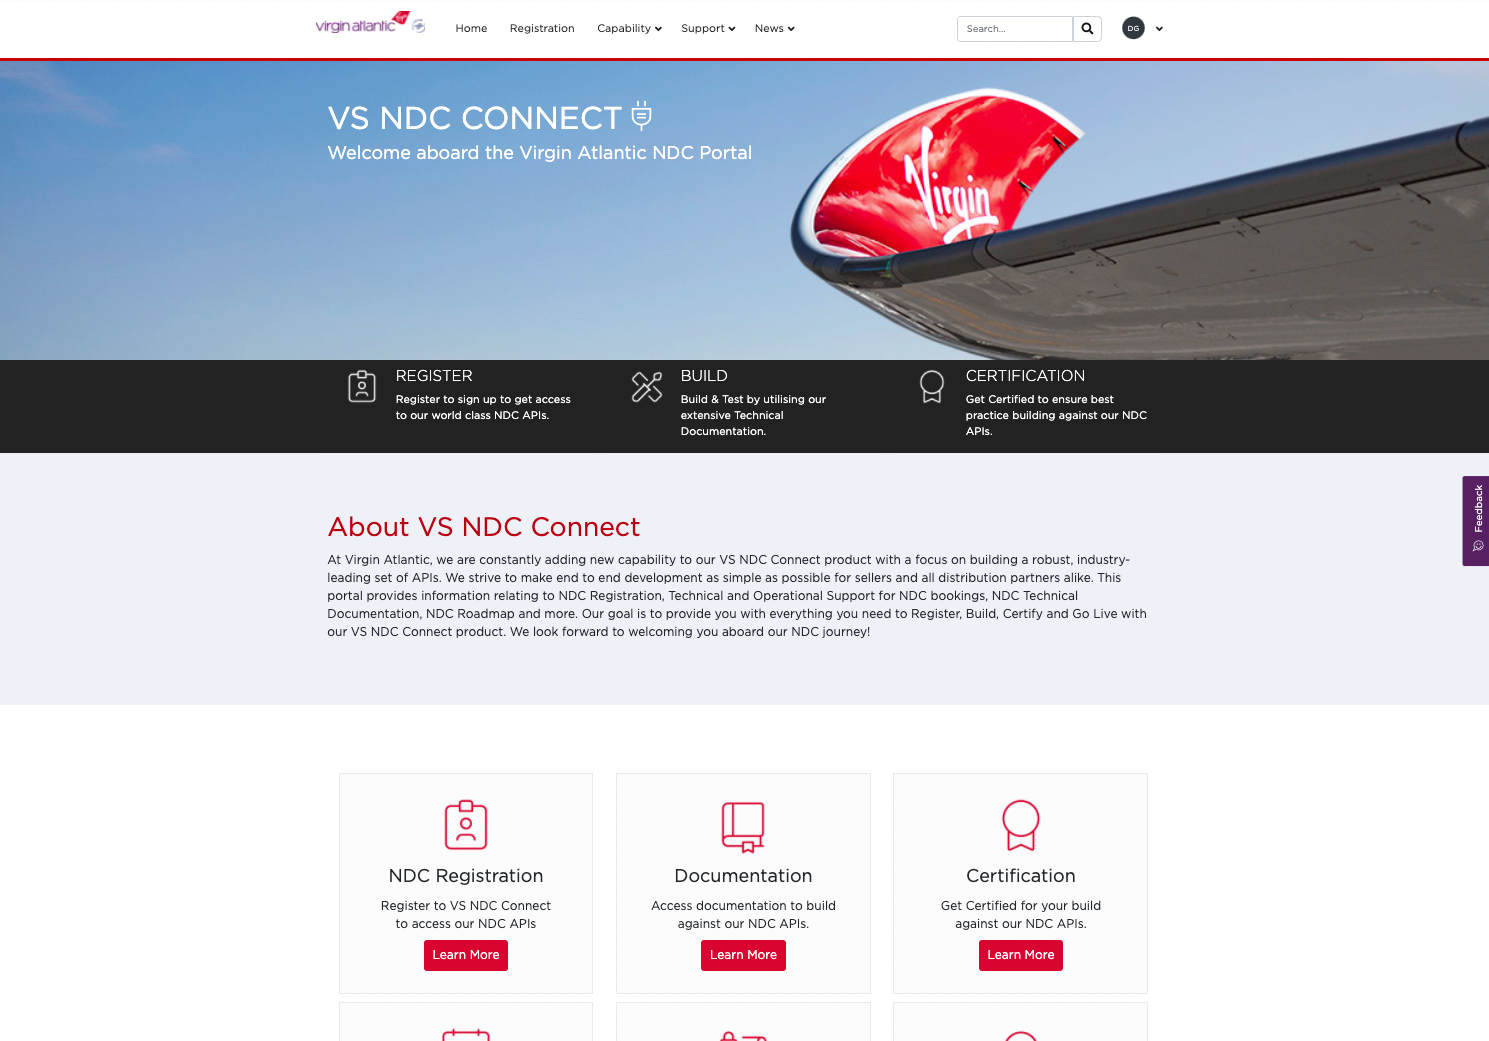 virgin atlantic
Home Registration Capability Support News
Search...
DG
VS NDC CONNECT
Welcome aboard the Virgin Atlantic NDC Portal
Virgin
REGISTER
Register to sign up to get access
to our world class NDC APIs.
BUILD
Build & Test by utilising our
extensive Technical
Documentation.
CERTIFICATION
Get Certified to ensure best
practice building against our NDC
APIs.
Feedback
About VS NDC Connect
At Virgin Atlantic, we are constantly adding new capability to our VS NDC Connect product with a focus on building a robust, industry-
leading set of APIs. We strive to make end to end development as simple as possible for sellers and all distribution partners alike. This
portal provides information relating to NDC Registration, Technical and Operational Support for NDC bookings, NDC Technical
Documentation, NDC Roadmap and more. Our goal is to provide you with everything you need to Register, Build, Certify and Go Live with
our VS NDC Connect product. We look forward to welcoming you aboard our NDC journey!
NDC Registration
Register to VS NDC Connect
to access our NDC APIs
Learn More
Documentation
Access documentation to build
against our NDC APIs.
Learn More
Certification
Get Certified for your build
against our NDC APIs.
Learn More